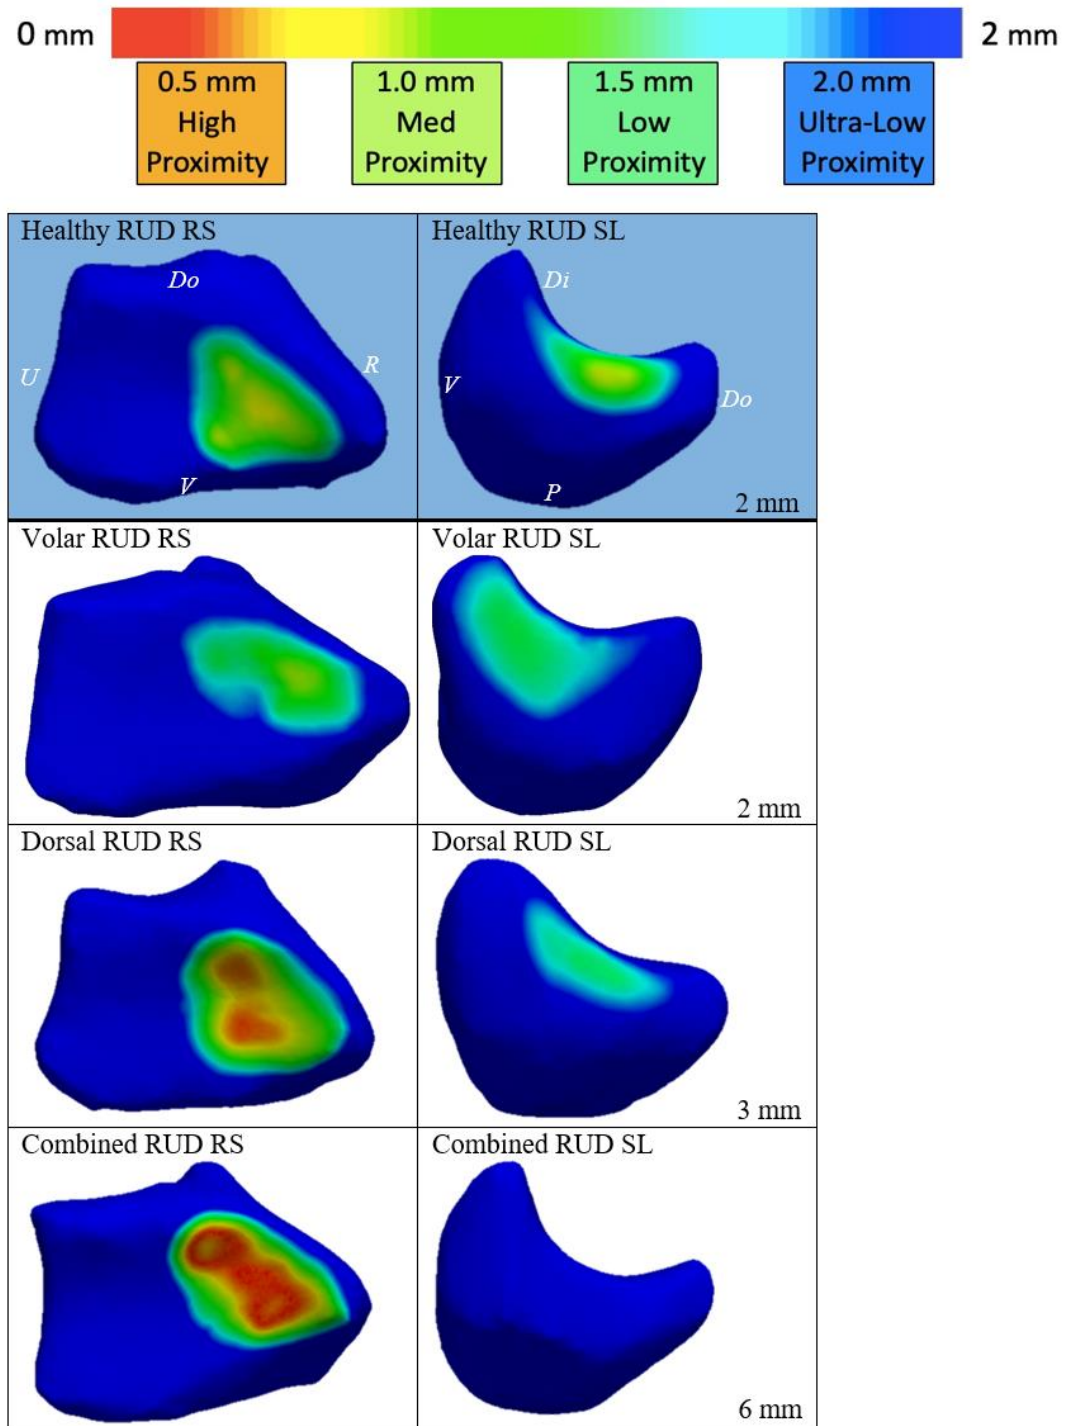 0 mm
2 mm
0.5 mm
High
Proximity
1.0 mm
Med
Proximity
1.5 mm
Low
Proximity
2.0 mm
Ultra-Low
Proximity
Healthy RUD RS
Do
U
R
V
Healthy RUD SL
Di
V
Do
P
2 mm
Volar RUD RS
Volar RUD SL
2 mm
Dorsal RUD RS
Dorsal RUD SL
3 mm
Combined RUD RS
Combined RUD SL
6 mm